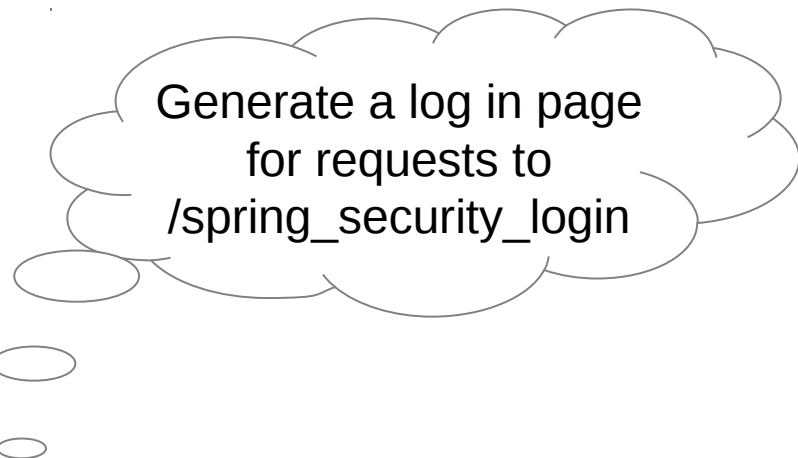 Generate a log in page
for requests to
/spring_security_login